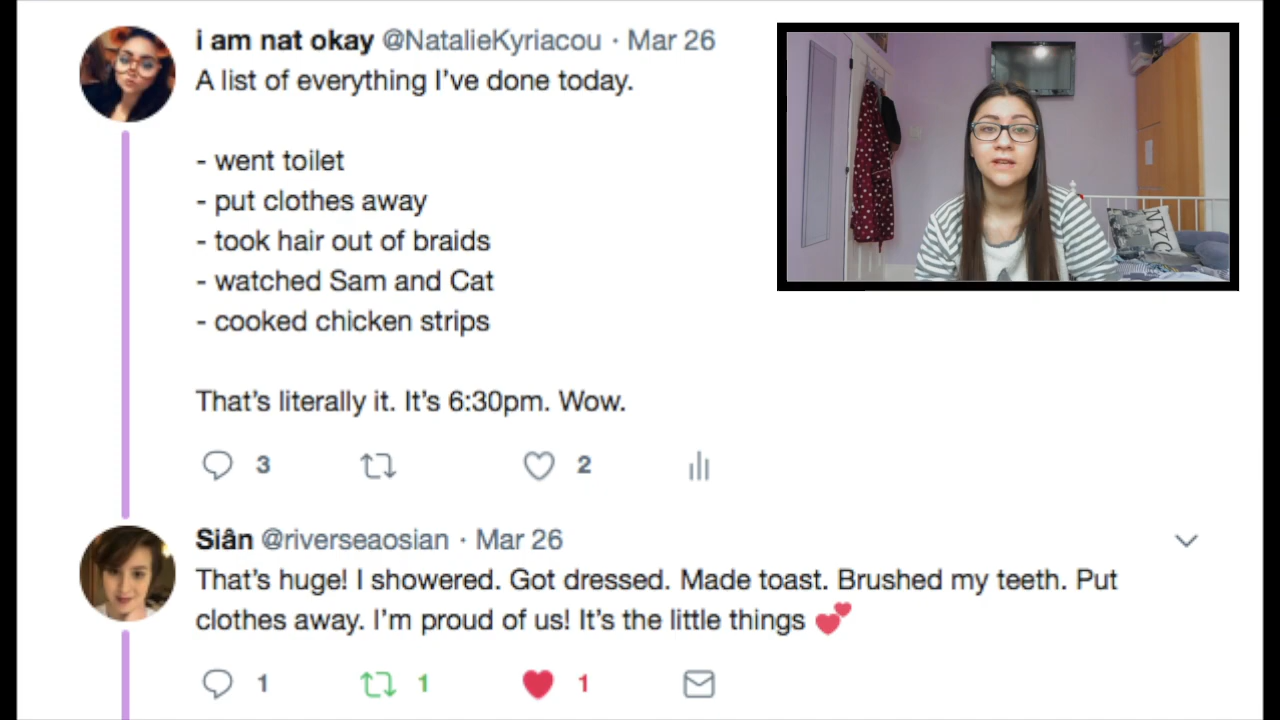 i am nat okay @NatalieKyriacou · Mar 26
A list of everything I've done today.
- went toilet
- put clothes away
- took hair out of braids
- watched Sam and Cat
- cooked chicken strips
That's literally it. It's 6:30pm. Wow.
3 2
NYC
Siân @riverseaosian · Mar 26
That's huge! I showered. Got dressed. Made toast. Brushed my teeth. Put
clothes away. I'm proud of us! It's the little things 💕
1 1 1